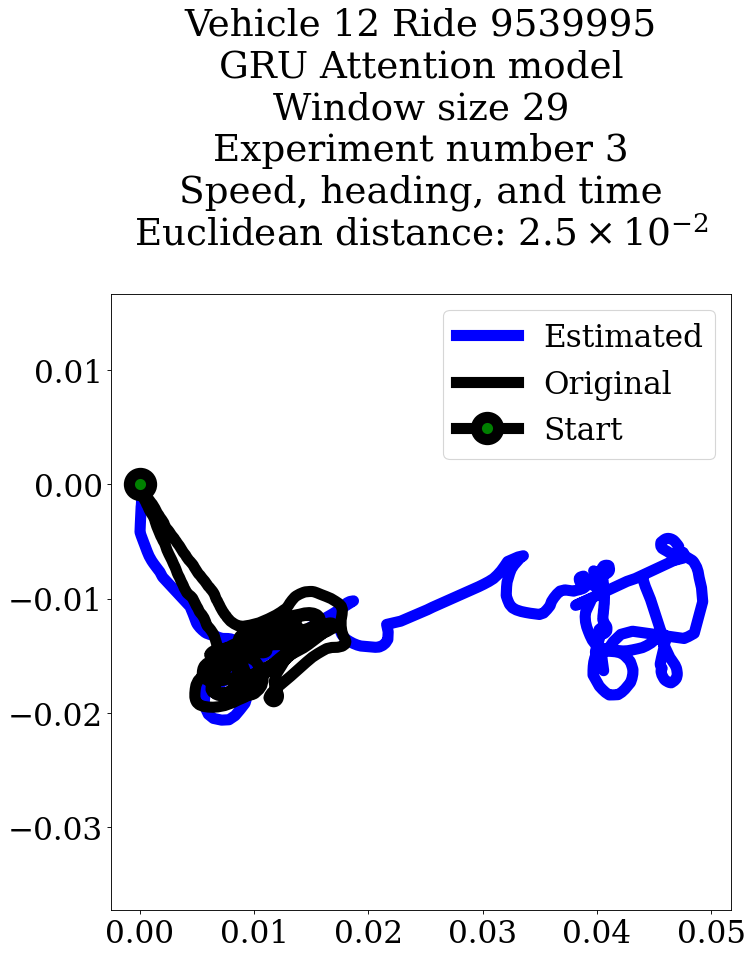 Vehicle 12 Ride 9539995
GRU Attention model
Window size 29
Experiment number 3
Speed, heading, and time
Euclidean distance: 2.5 × 10⁻²
Estimated
Original
Start
0.01
0.00
−0.01
−0.02
−0.03
0.00 0.01 0.02 0.03 0.04 0.05